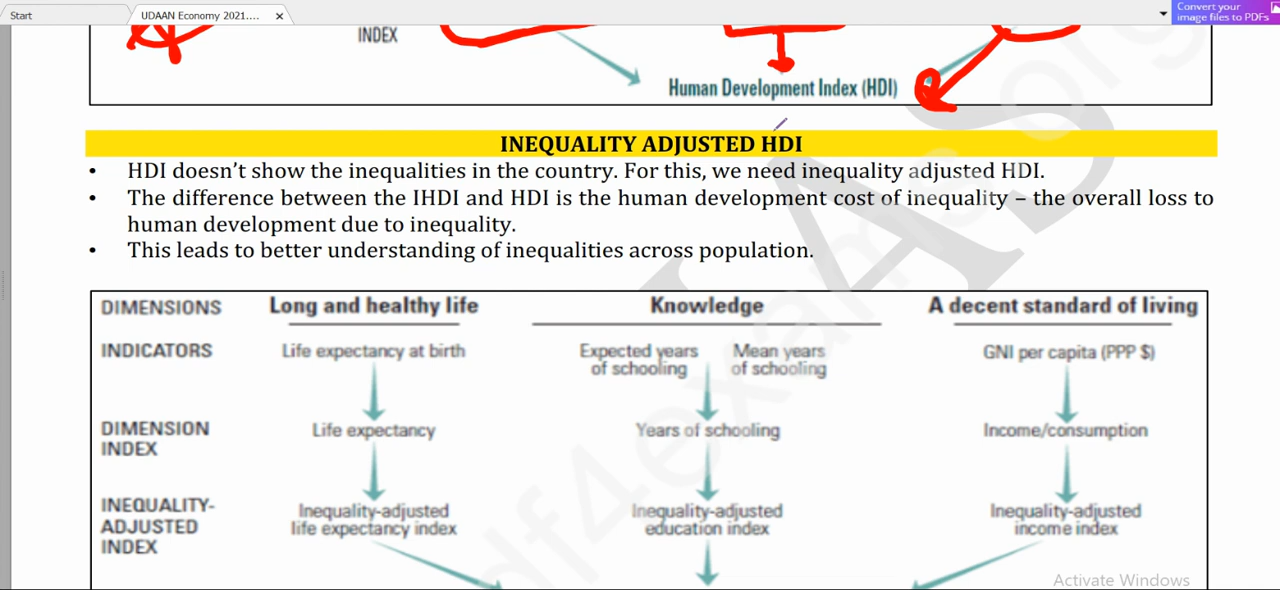 Start
UDAAN Economy 2021....
Convert your
image files to PDFs
INDEX
Human Development Index (HDI)
INEQUALITY ADJUSTED HDI
• HDI doesn't show the inequalities in the country. For this, we need inequality adjusted HDI.
• The difference between the IHDI and HDI is the human development cost of inequality – the overall loss to
human development due to inequality.
• This leads to better understanding of inequalities across population.
DIMENSIONS Long and healthy life Knowledge A decent standard of living
INDICATORS Life expectancy at birth Expected years Mean years GNI per capita (PPP $)
of schooling of schooling
DIMENSION Life expectancy Years of schooling Income/consumption
INDEX
INEQUALITY- Inequality-adjusted Inequality-adjusted Inequality-adjusted
ADJUSTED life expectancy index education index income index
INDEX
Activate Windows